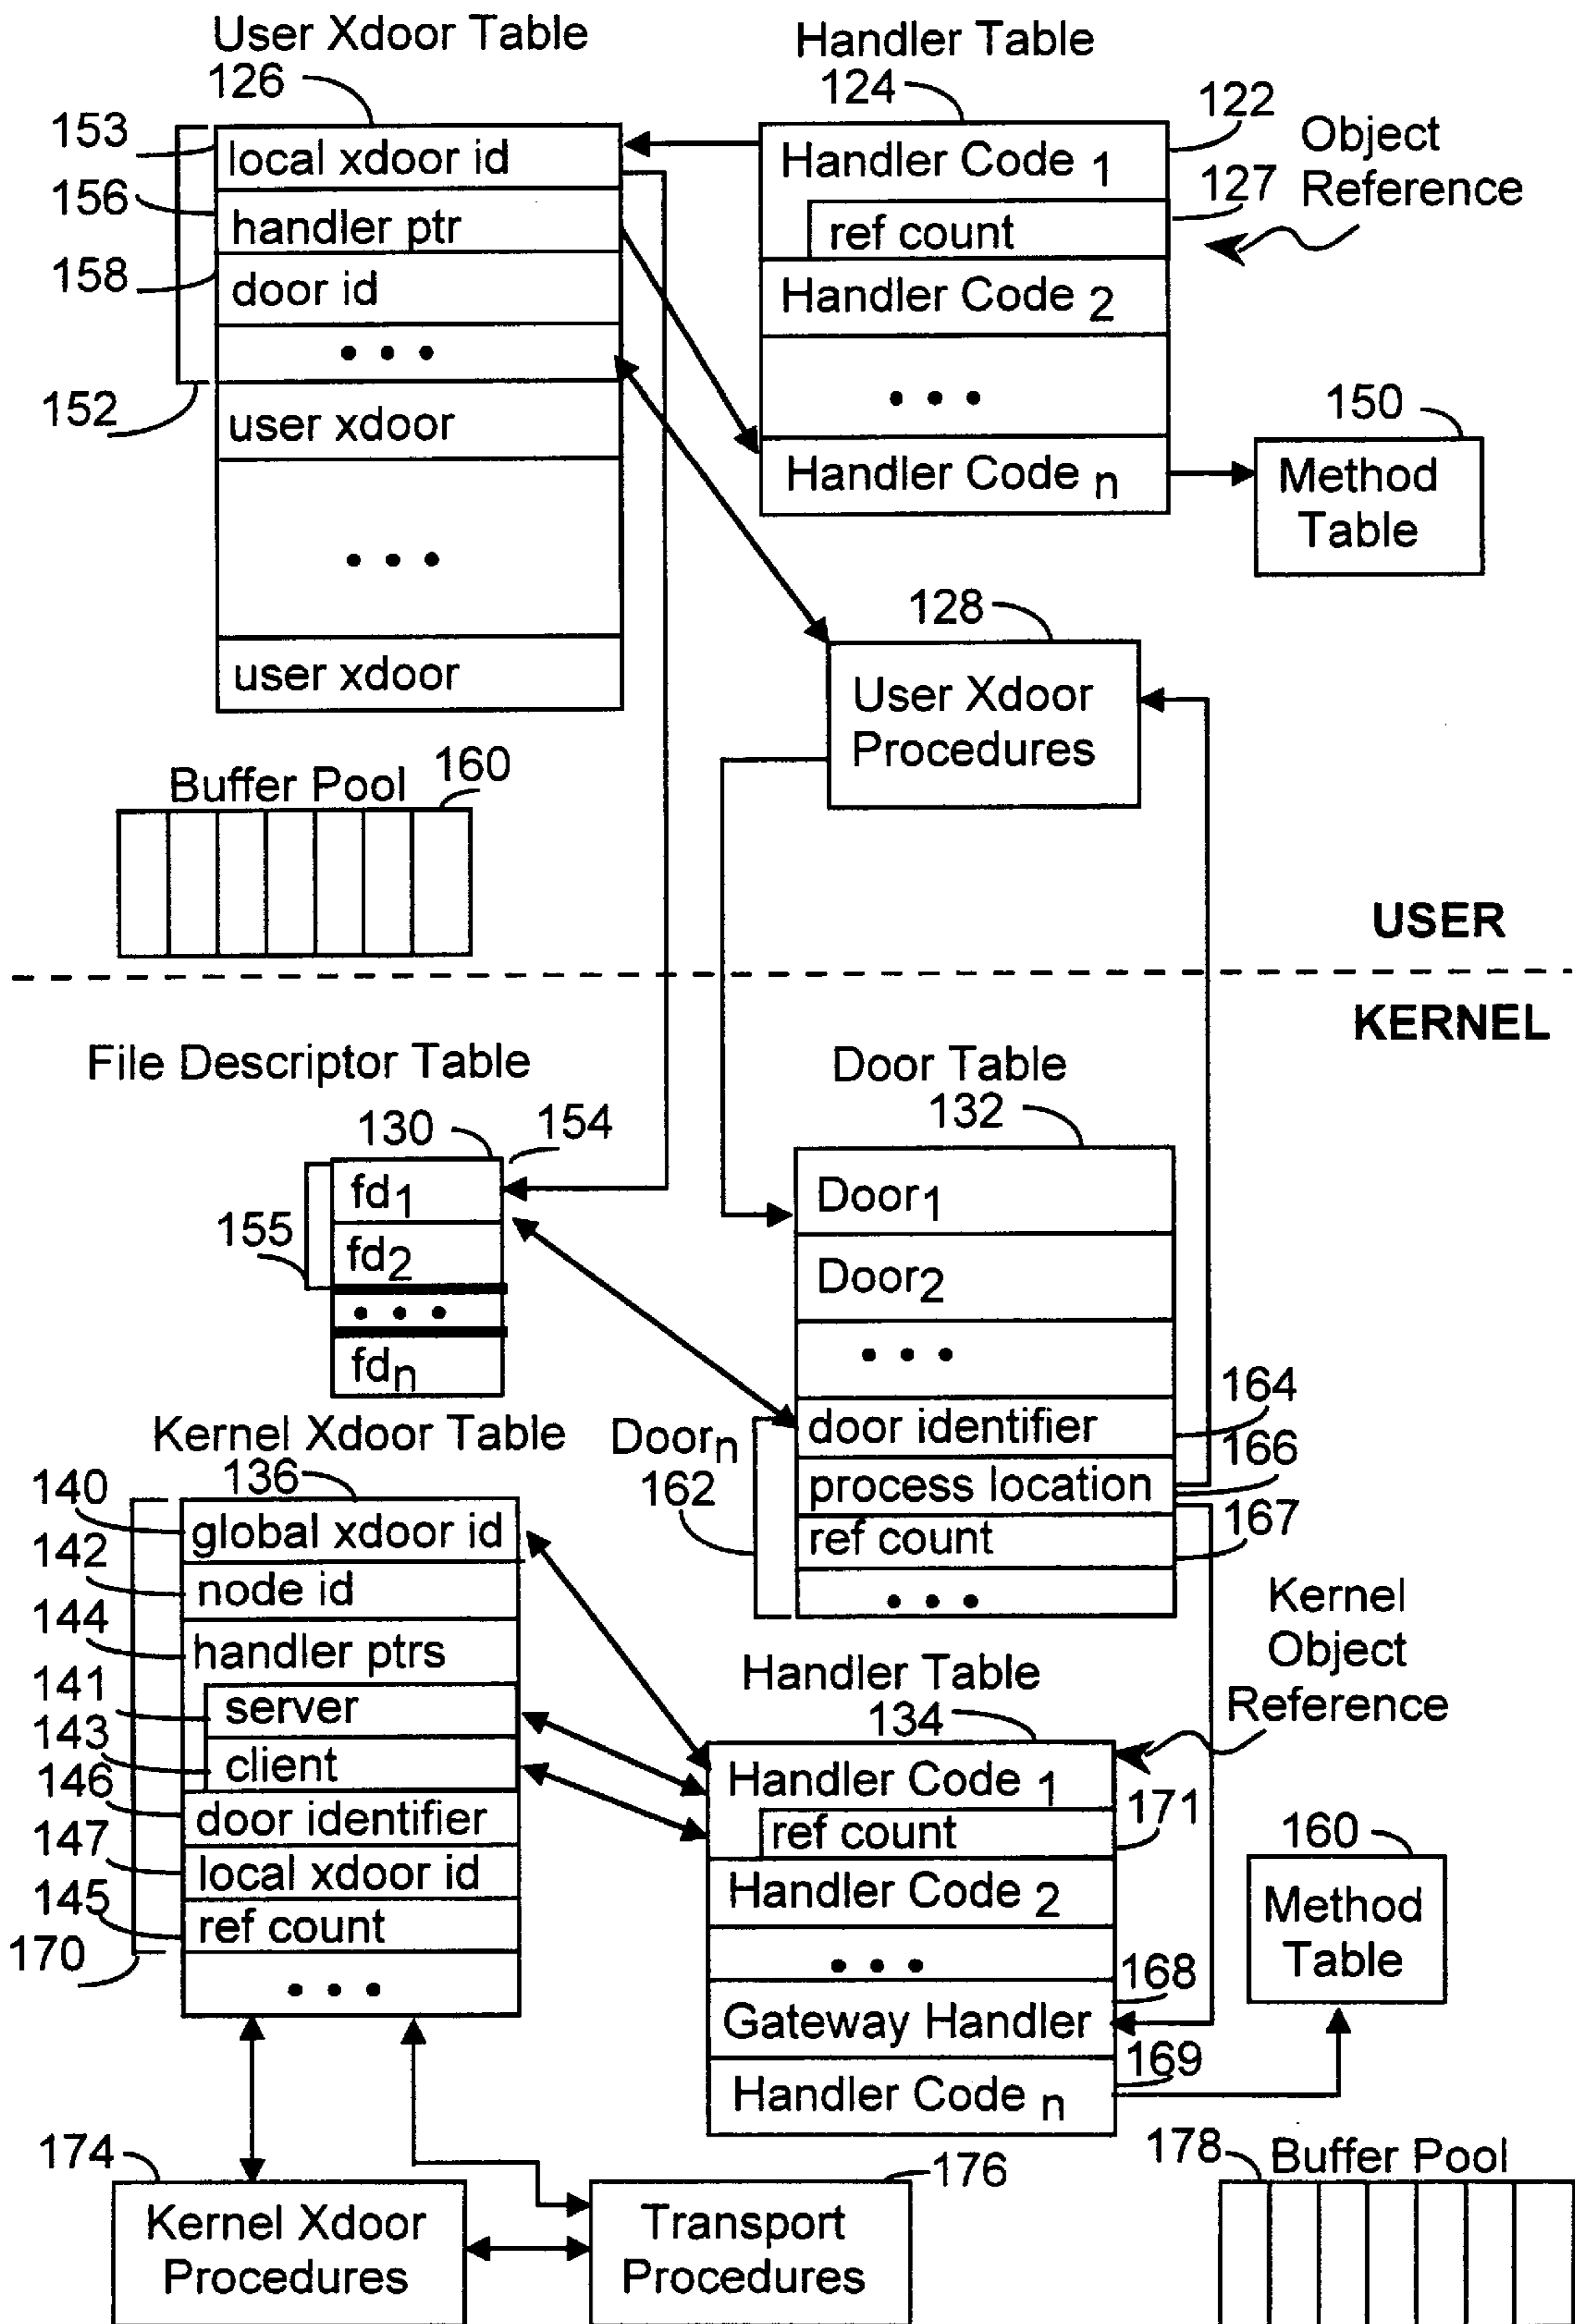 User Xdoor Table
126
153
local xdoor id
156
handler ptr
158
door id
• • •
152
user xdoor
• • •
user xdoor
Handler Table
124
122
Handler Code 1
127
ref count
Object
Reference
Handler Code 2
• • •
Handler Code n
150
Method
Table
128
User Xdoor
Procedures
Buffer Pool
160
USER
KERNEL
File Descriptor Table
130
154
fd1
155
fd2
• • •
fdn
Door Table
132
Door1
Door2
• • •
Doorn
162
door identifier
164
process location
166
ref count
167
• • •
Kernel Xdoor Table
136
140
global xdoor id
142
node id
144
handler ptrs
141
server
143
client
146
door identifier
147
local xdoor id
145
ref count
170
• • •
Kernel
Object
Reference
Handler Table
134
Handler Code 1
171
ref count
Handler Code 2
• • •
168
Gateway Handler
169
Handler Code n
160
Method
Table
174
Kernel Xdoor
Procedures
176
Transport
Procedures
178
Buffer Pool